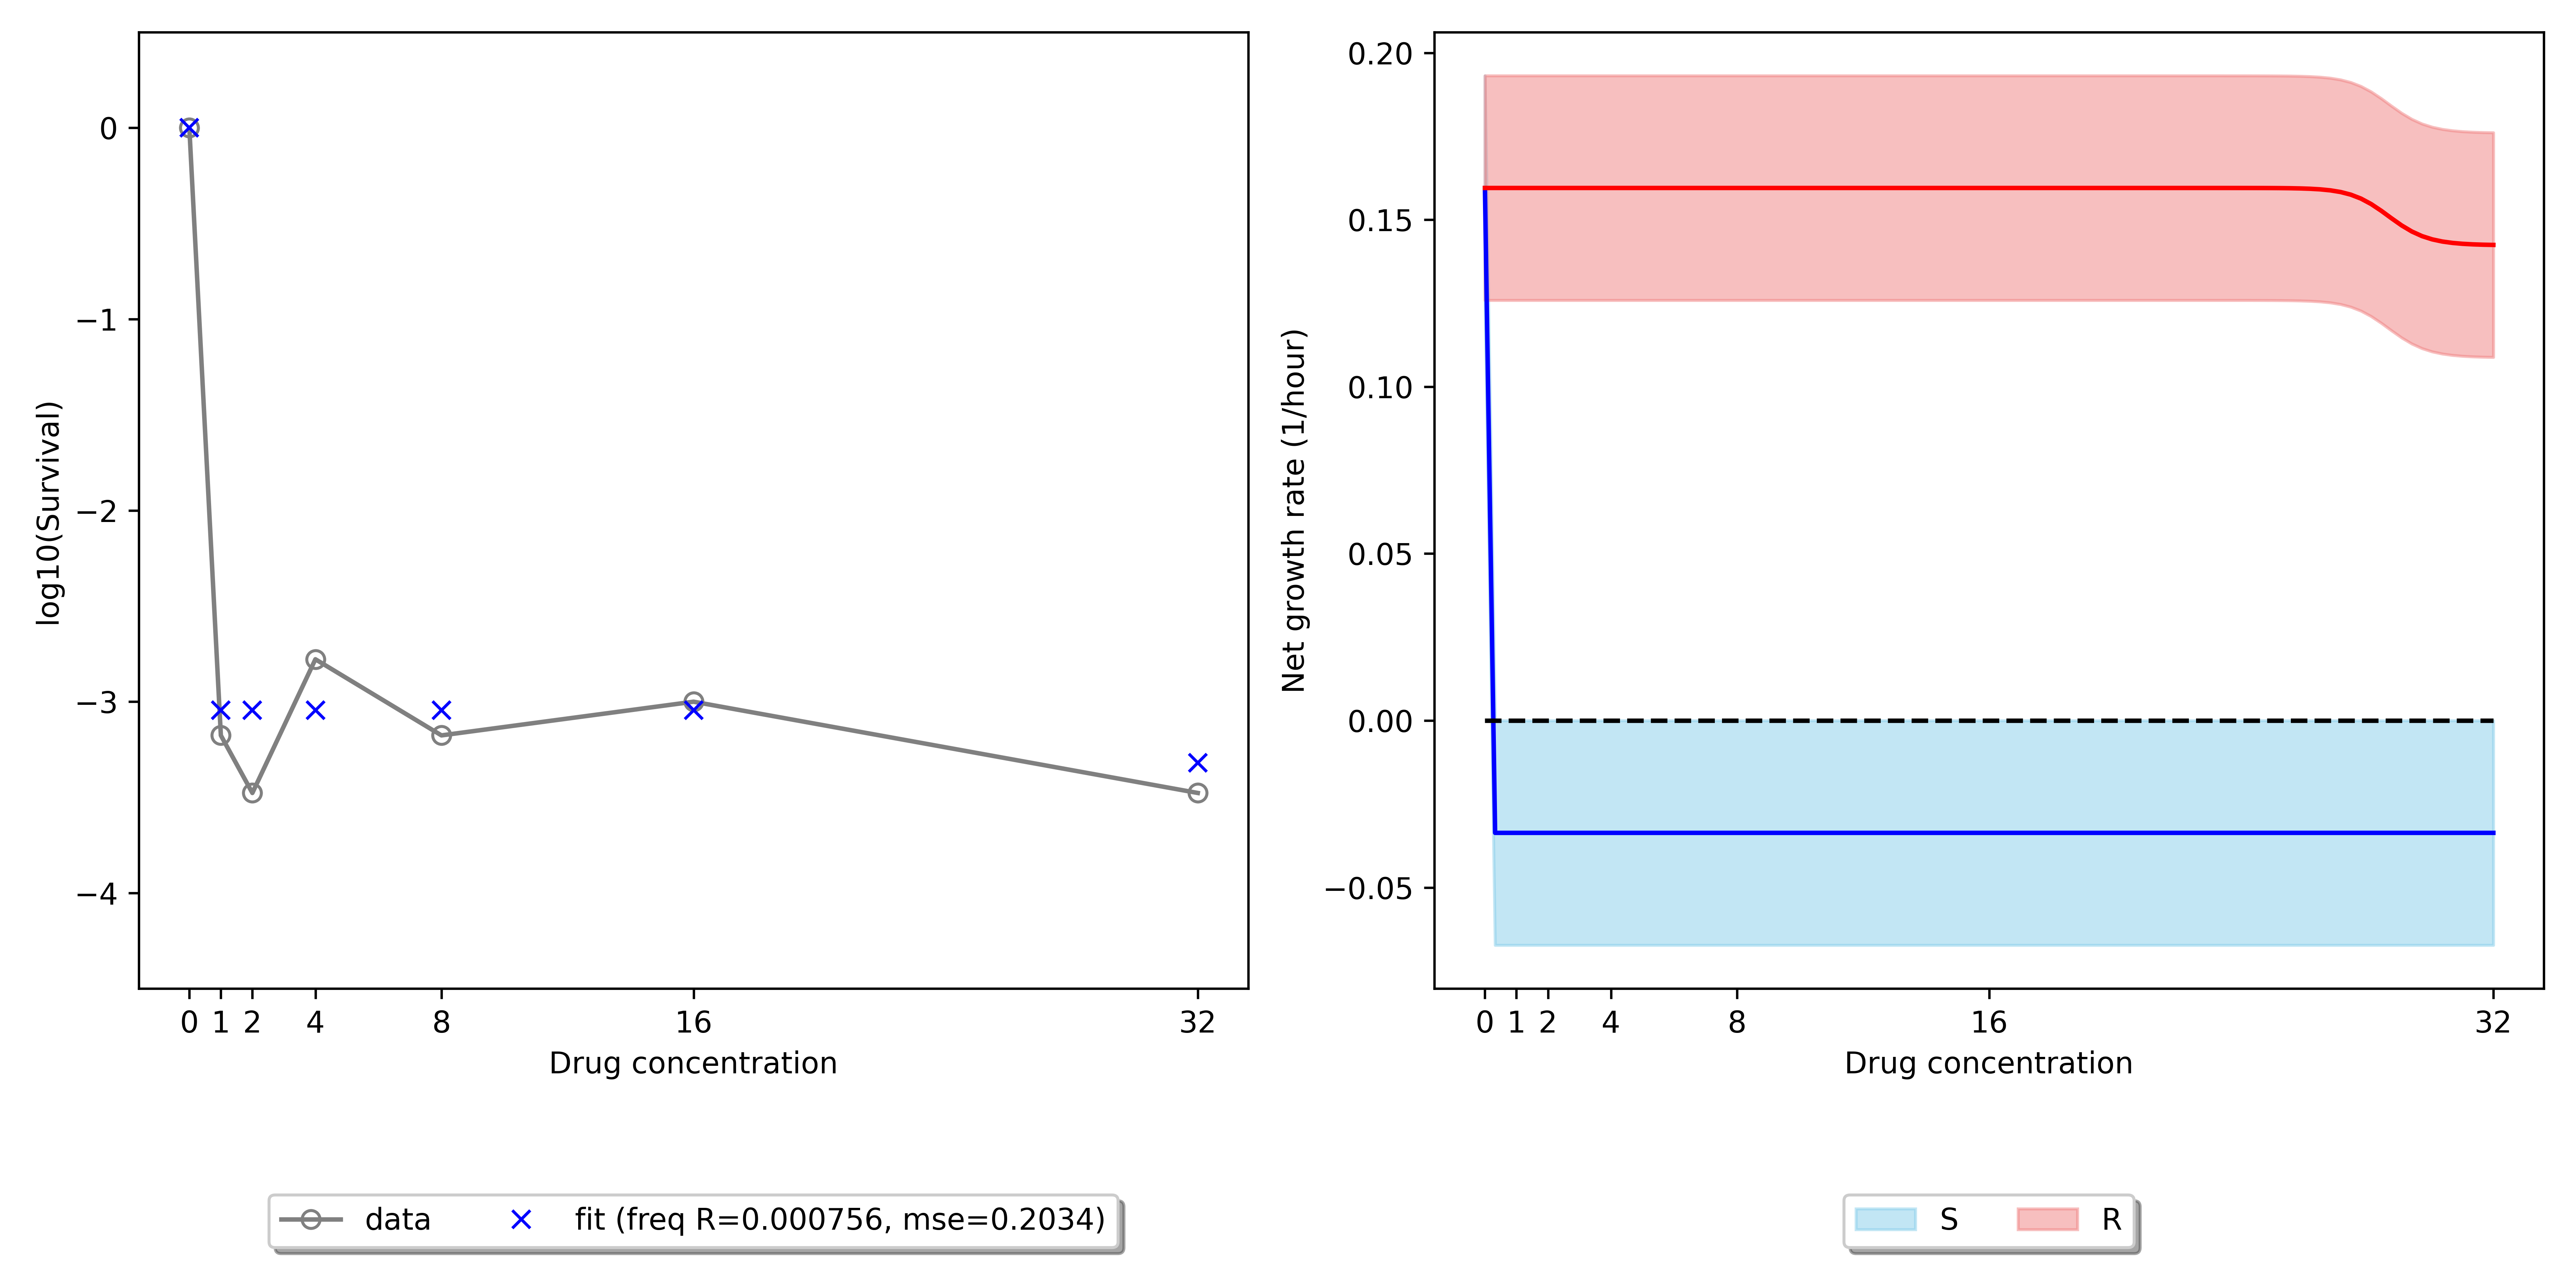 0
−1
−2
−3
−4
log10(Survival)
0 1 2 4 8 16 32
Drug concentration
data fit (freq R=0.000756, mse=0.2034)
0.20
0.15
0.10
0.05
0.00
−0.05
Net growth rate (1/hour)
0 1 2 4 8 16 32
Drug concentration
S R